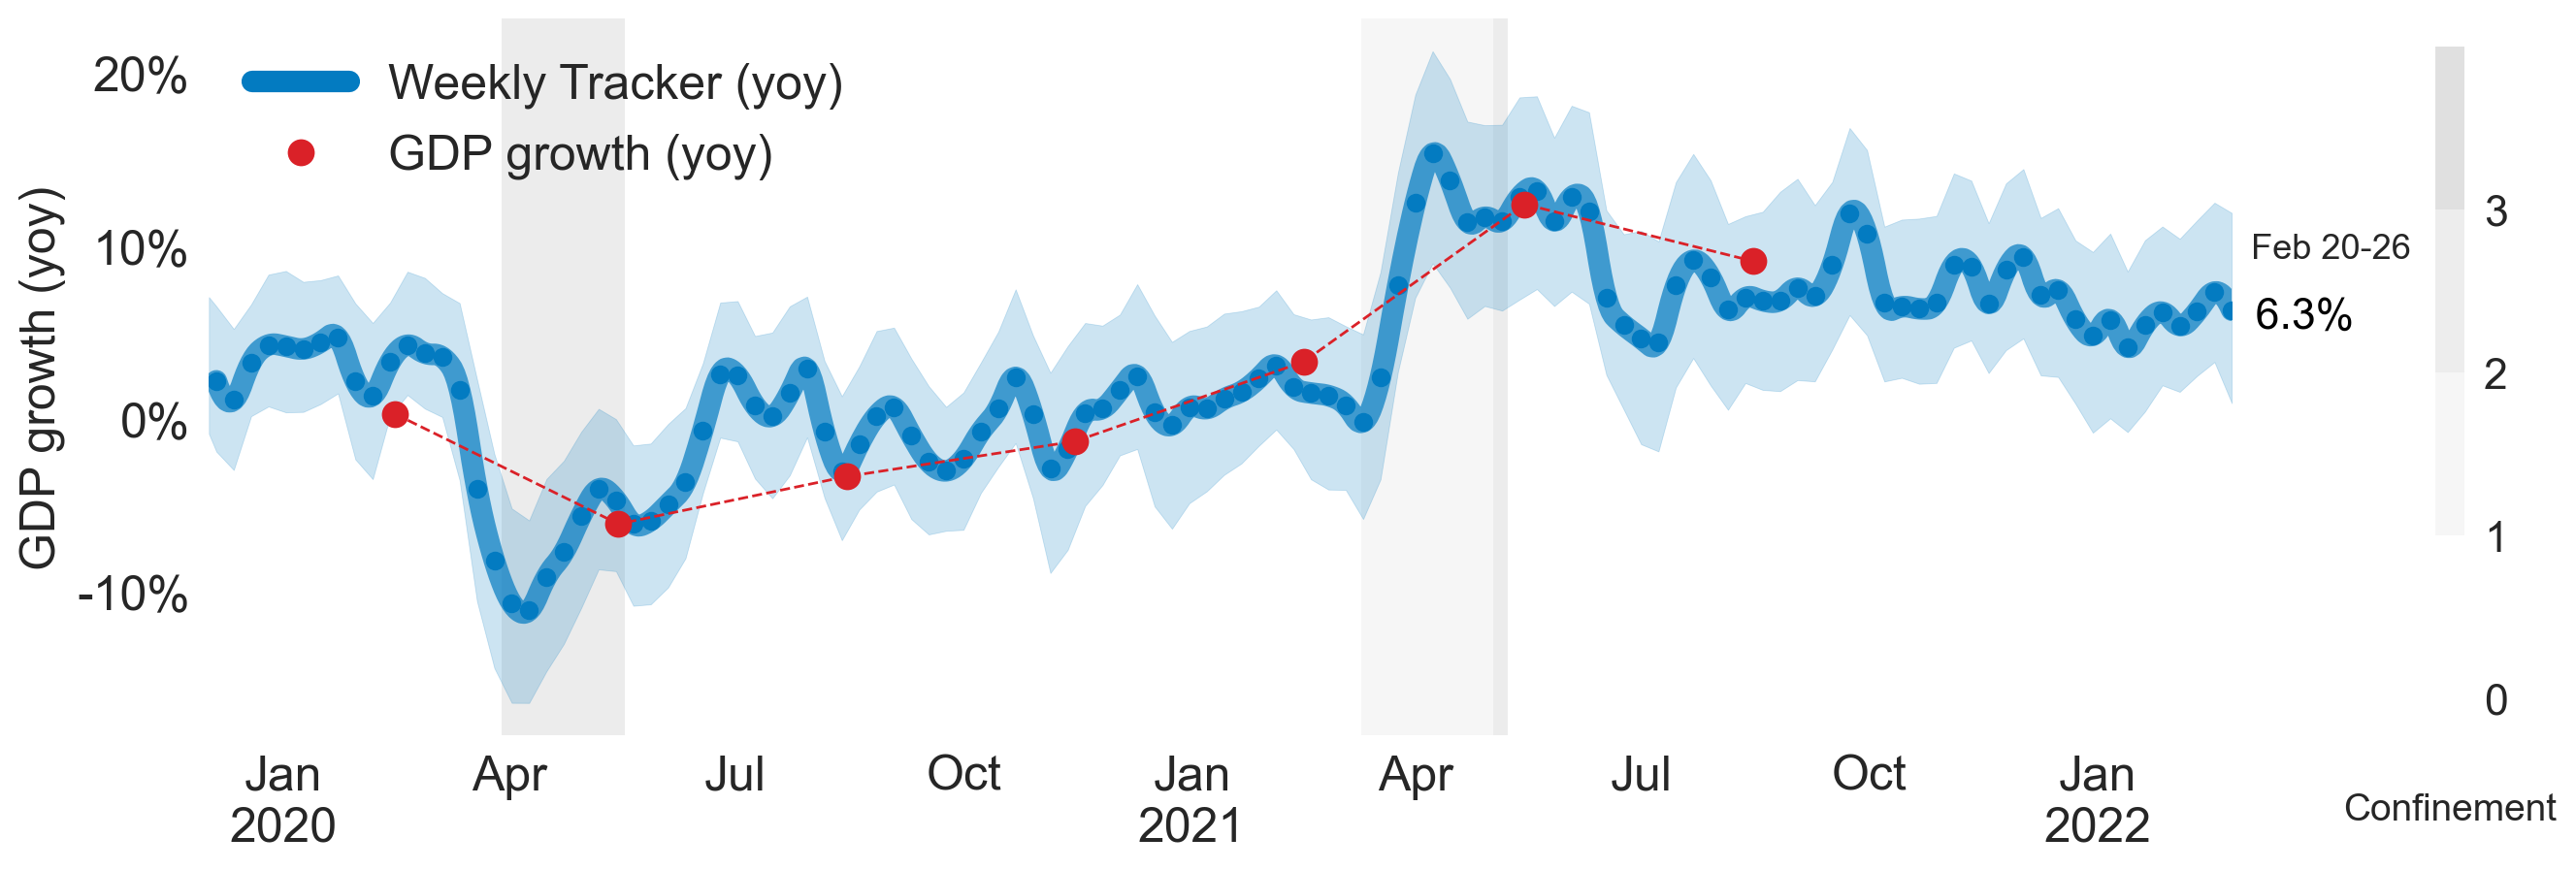 Weekly Tracker (yoy)
GDP growth (yoy)
GDP growth (yoy)
20%
10%
0%
-10%
Jan
2020
Apr
Jul
Oct
Jan
2021
Apr
Jul
Oct
Jan
2022
Feb 20-26
6.3%
3
2
1
0
Confinement